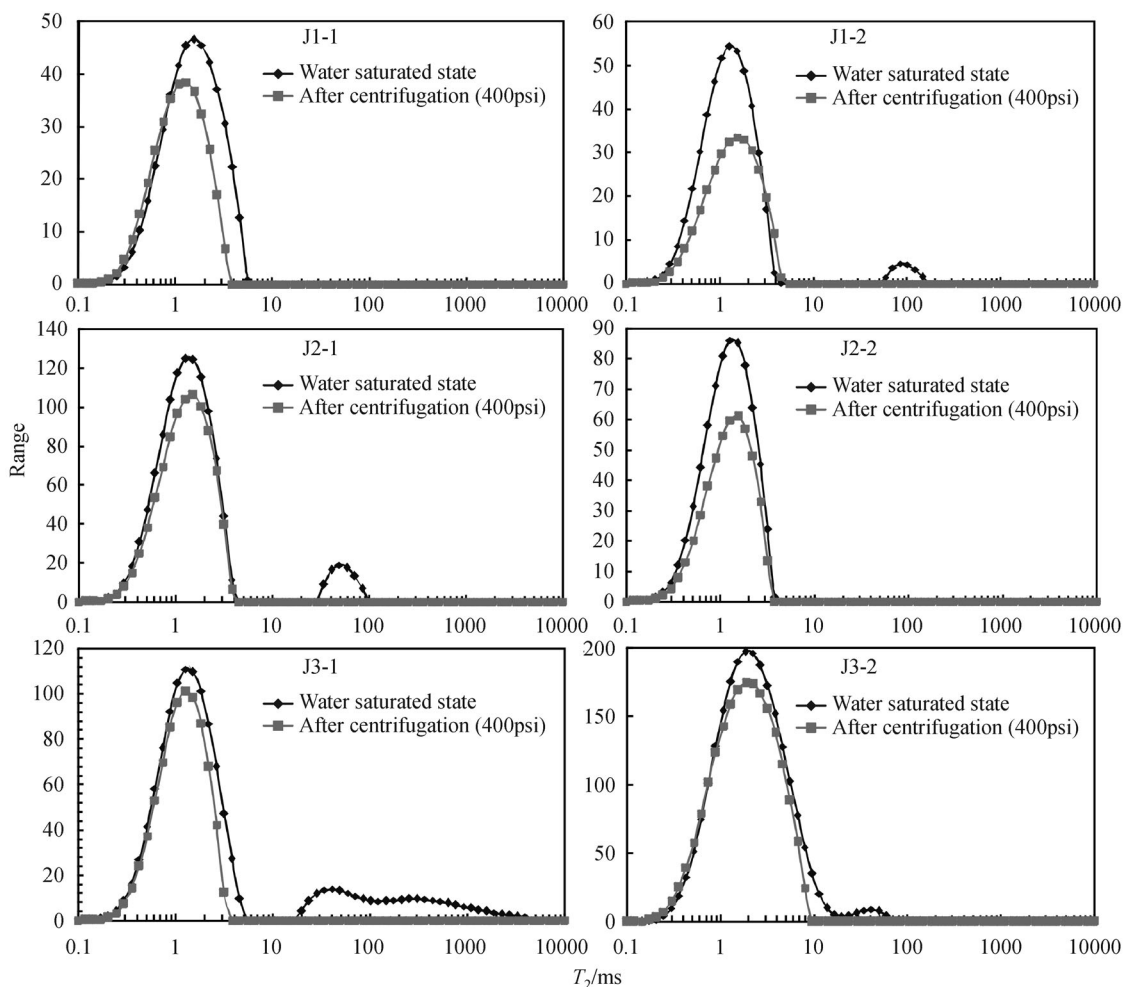 50
40
30
20
10
0
J1-1
Water saturated state
After centrifugation (400psi)
0.1 1 10 100 1000 10000
60
50
40
30
20
10
0
J1-2
Water saturated state
After centrifugation (400psi)
0.1 1 10 100 1000 10000
Range
140
120
100
80
60
40
20
0
J2-1
Water saturated state
After centrifugation (400psi)
0.1 1 10 100 1000 10000
90
80
70
60
50
40
30
20
10
0
J2-2
Water saturated state
After centrifugation (400psi)
0.1 1 10 100 1000 10000
120
100
80
60
40
20
0
J3-1
Water saturated state
After centrifugation (400psi)
0.1 1 10 100 1000 10000
200
150
100
50
0
J3-2
Water saturated state
After centrifugation (400psi)
0.1 1 10 100 1000 10000
T2/ms